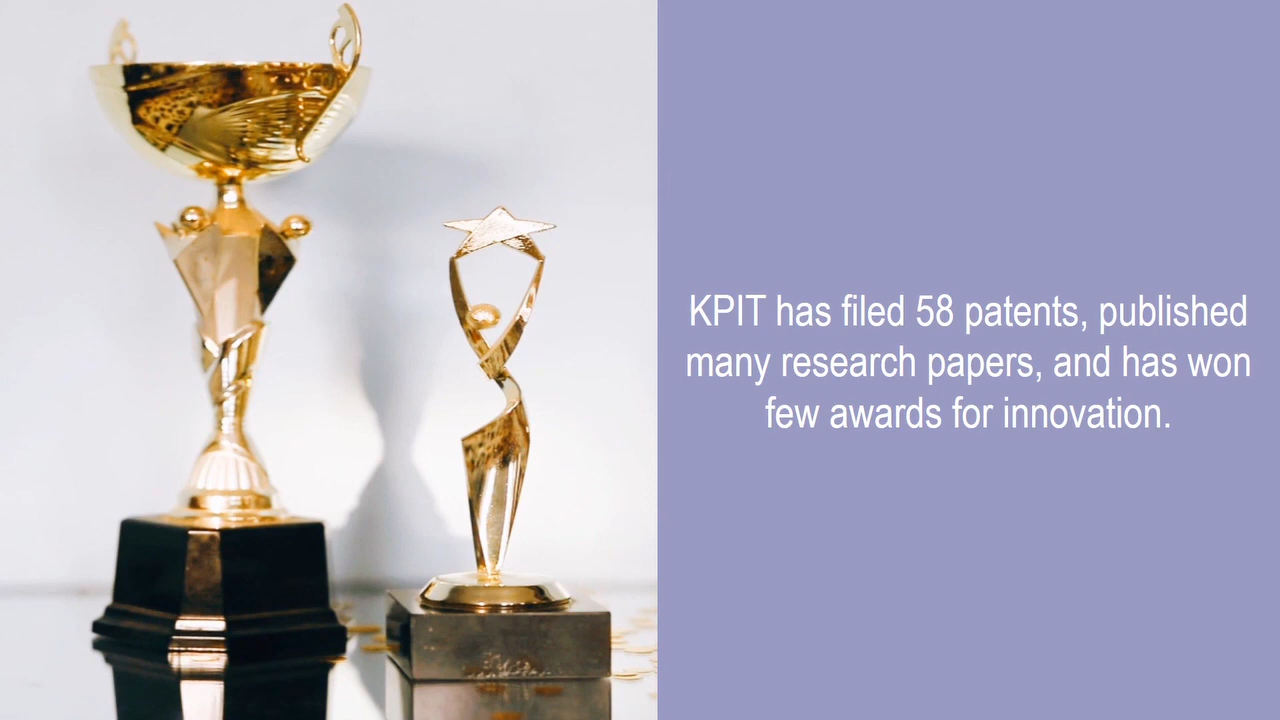 KPIT has filed 58 patents, published
many research papers, and has won
few awards for innovation.